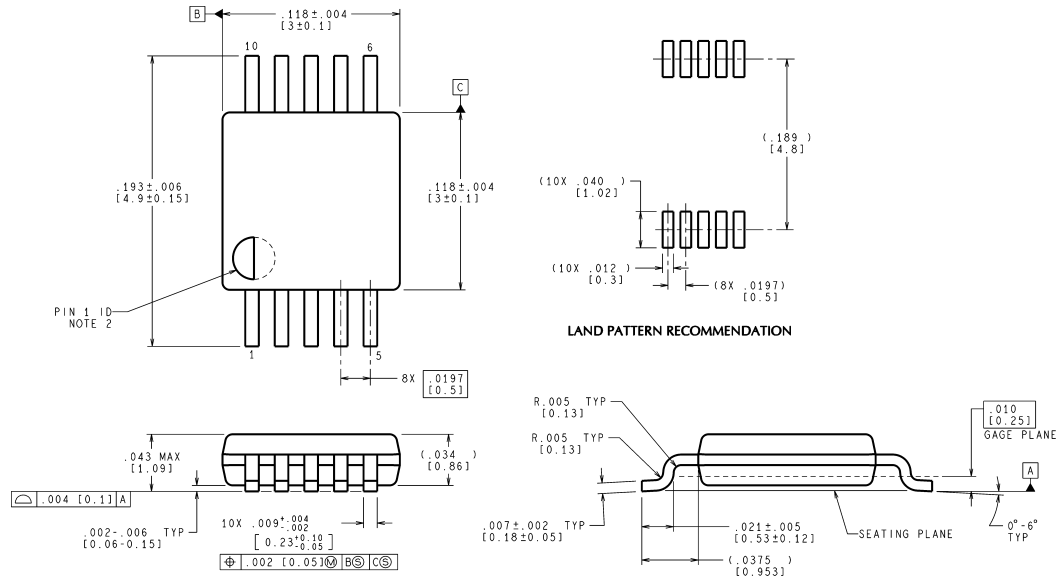 B
.118±.004
[3±0.1]
10
6
C
.193±.006
[4.9±0.15]
.118±.004
[3±0.1]
PIN 1 ID
NOTE 2
1
5
8X .0197
[0.5]
(.189 )
[4.8]
(10X .040 )
[1.02]
(10X .012 )
[0.3]
(8X .0197)
[0.5]
LAND PATTERN RECOMMENDATION
.043 MAX
[1.09]
(.034 )
[0.86]
⌓ .004 [0.1] A
.002-.006 TYP
[0.06-0.15]
10X .009+.004 -.002
[0.23+0.10 -0.05]
⌖ .002 [0.05]Ⓜ BⓈ CⓈ
R.005 TYP
[0.13]
R.005 TYP
[0.13]
.010
[0.25]
GAGE PLANE
A
.007±.002 TYP
[0.18±0.05]
.021±.005
[0.53±0.12]
SEATING PLANE
0°-6°
TYP
(.0375 )
[0.953]